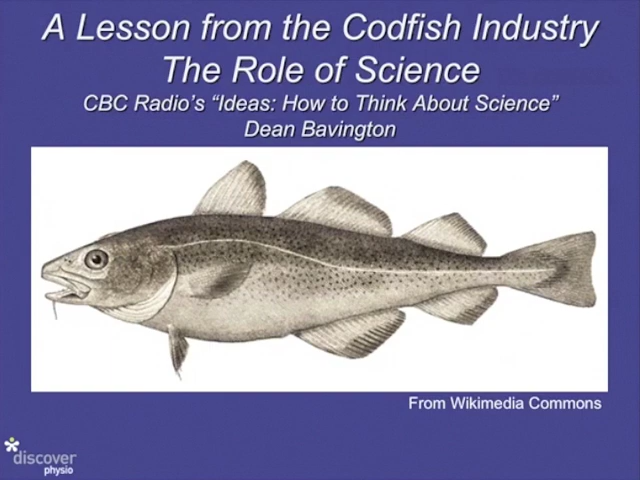 A Lesson from the Codfish Industry
The Role of Science
CBC Radio's "Ideas: How to Think About Science"
Dean Bavington
From Wikimedia Commons
discover
physio